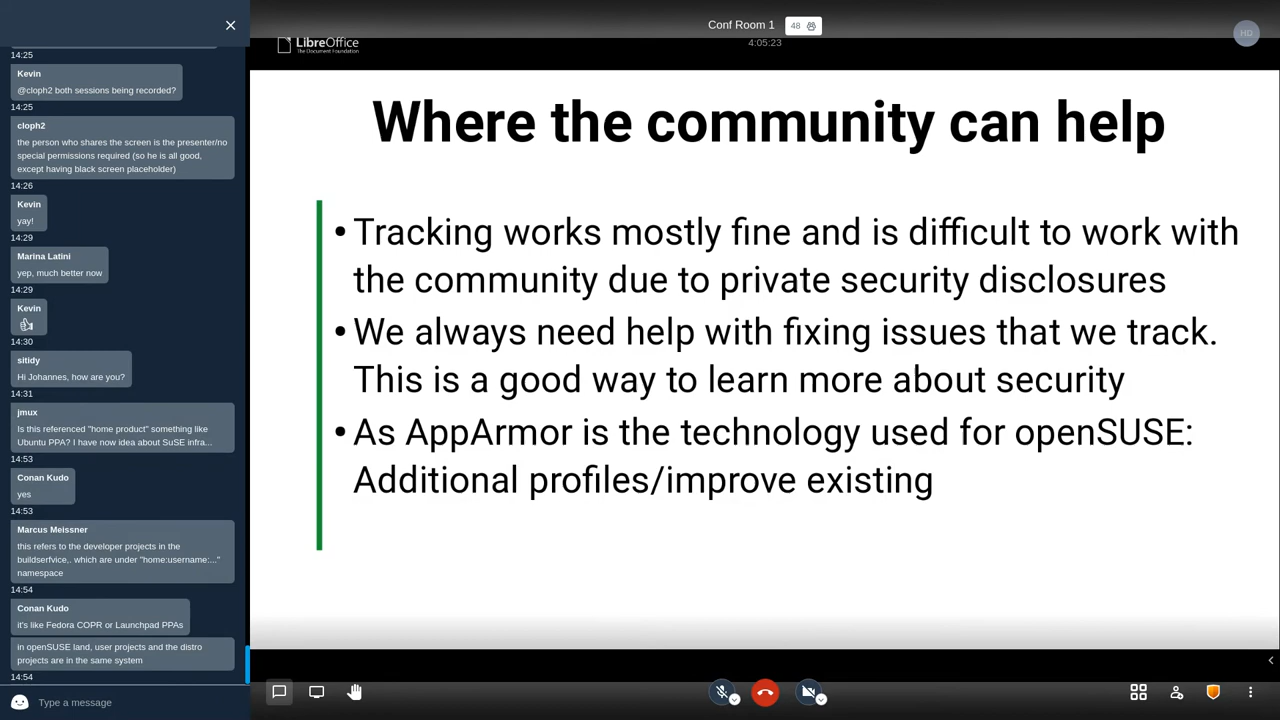 14:25
Kevin
@cloph2 both sessions being recorded?
14:25
cloph2
the person who shares the screen is the presenter/no
special permissions required (so he is all good,
except having black screen placeholder)
14:26
Kevin
yay!
14:29
Marina Latini
yep, much better now
14:29
Kevin
👍
14:30
sitidy
Hi Johannes, how are you?
14:31
jmux
Is this referenced "home product" something like
Ubuntu PPA? I have now idea about SuSE infra...
14:53
Conan Kudo
yes
14:53
Marcus Meissner
this refers to the developer projects in the
buildserfvice,. which are under "home:username:..."
namespace
14:54
Conan Kudo
it's like Fedora COPR or Launchpad PPAs
in openSUSE land, user projects and the distro
projects are in the same system
14:54
Type a message
Conf Room 1
48
4:05:23
HD
LibreOffice
The Document Foundation
Where the community can help
• Tracking works mostly fine and is difficult to work with
the community due to private security disclosures
• We always need help with fixing issues that we track.
This is a good way to learn more about security
• As AppArmor is the technology used for openSUSE:
Additional profiles/improve existing